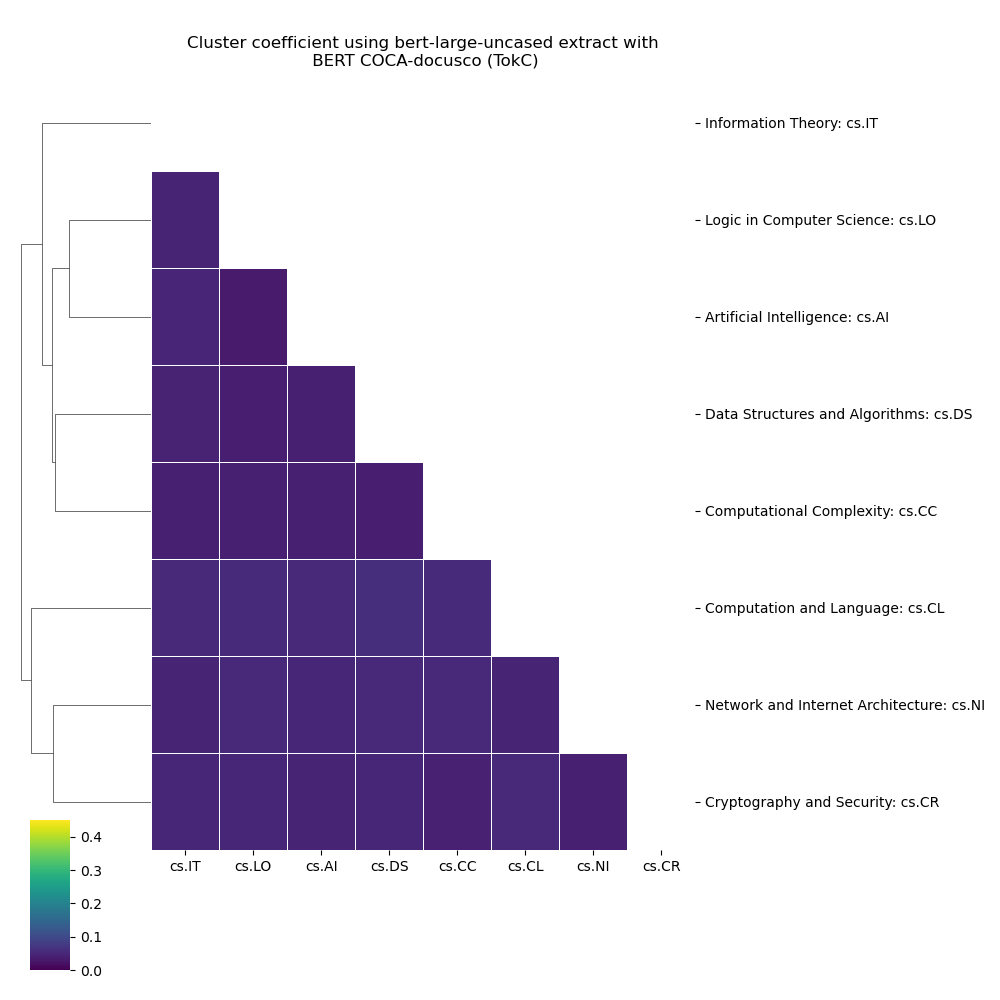 Cluster coefficient using bert-large-uncased extract with
BERT COCA-docusco (TokC)
Information Theory: cs.IT
Logic in Computer Science: cs.LO
Artificial Intelligence: cs.AI
Data Structures and Algorithms: cs.DS
Computational Complexity: cs.CC
Computation and Language: cs.CL
Network and Internet Architecture: cs.NI
Cryptography and Security: cs.CR
cs.IT cs.LO cs.AI cs.DS cs.CC cs.CL cs.NI cs.CR
0.4
0.3
0.2
0.1
0.0